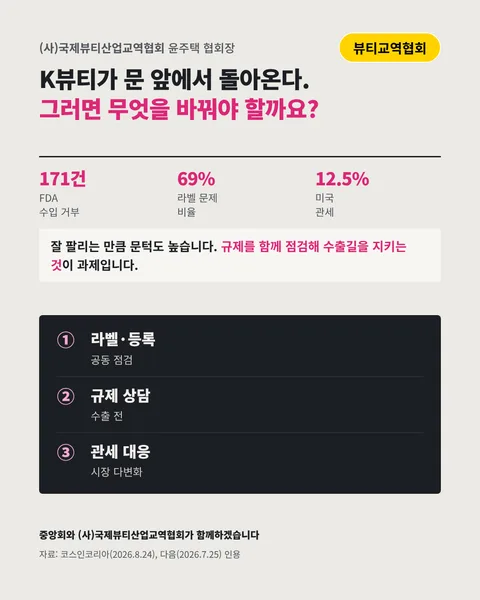 (사)국제뷰티산업교역협회 윤주택 협회장
뷰티교역협회
K뷰티가 문 앞에서 돌아온다.
그러면 무엇을 바꿔야 할까요?
171건
FDA
수입 거부
69%
라벨 문제
비율
12.5%
미국
관세
잘 팔리는 만큼 문턱도 높습니다. 규제를 함께 점검해 수출길을 지키는
것이 과제입니다.
1 라벨·등록
공동 점검
2 규제 상담
수출 전
3 관세 대응
시장 다변화
중앙회와 (사)국제뷰티산업교역협회가 함께하겠습니다
자료: 코스인코리아(2026.8.24), 다음(2026.7.25) 인용